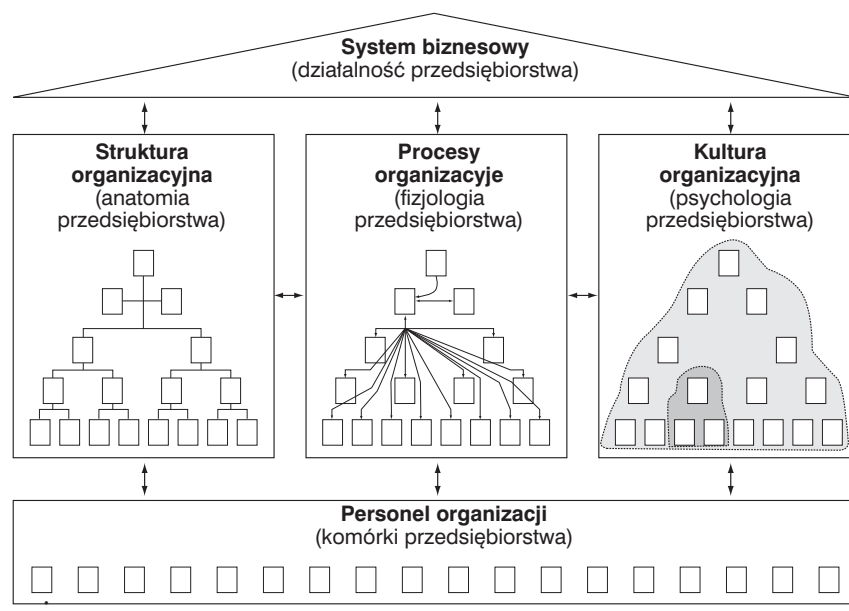 System biznesowy
(działalność przedsiębiorstwa)
Struktura
organizacyjna
(anatomia
przedsiębiorstwa)
Procesy
organizacyje
(fizjologia
przedsiębiorstwa)
Kultura
organizacyjna
(psychologia
przedsiębiorstwa)
Personel organizacji
(komórki przedsiębiorstwa)